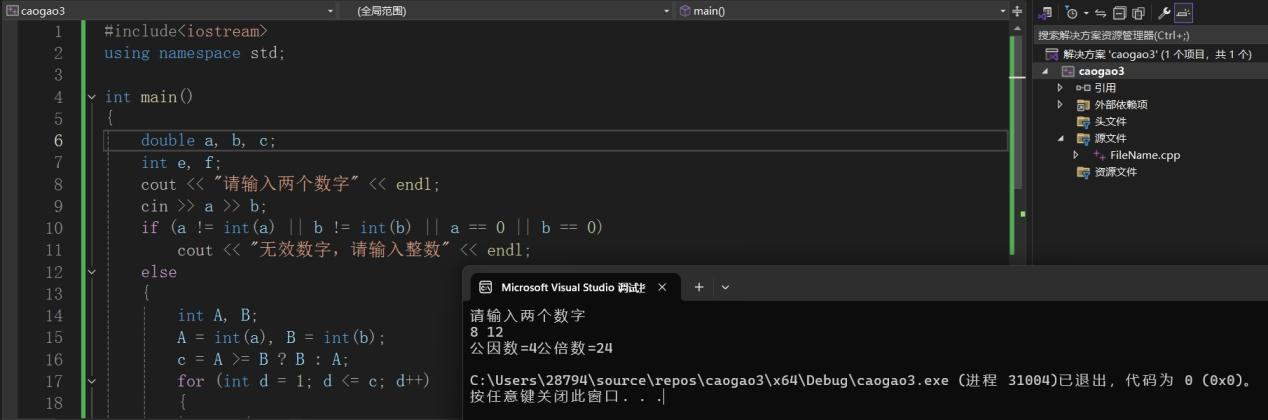 caogao3
(全局范围)
main()
1 #include<iostream>
2 using namespace std;
3
4 int main()
5 {
6 double a, b, c;
7 int e, f;
8 cout << "请输入两个数字" << endl;
9 cin >> a >> b;
10 if (a != int(a) || b != int(b) || a == 0 || b == 0)
11 cout << "无效数字，请输入整数" << endl;
12 else
13 {
14 int A, B;
15 A = int(a), B = int(b);
16 c = A >= B ? B : A;
17 for (int d = 1; d <= c; d++)
18 {
搜索解决方案资源管理器(Ctrl+;)
解决方案 'caogao3' (1 个项目，共 1 个)
caogao3
引用
外部依赖项
头文件
源文件
FileName.cpp
资源文件
Microsoft Visual Studio 调试
请输入两个数字
8 12
公因数=4公倍数=24
C:\Users\28794\source\repos\caogao3\x64\Debug\caogao3.exe (进程 31004)已退出，代码为 0 (0x0)。
按任意键关闭此窗口. . .